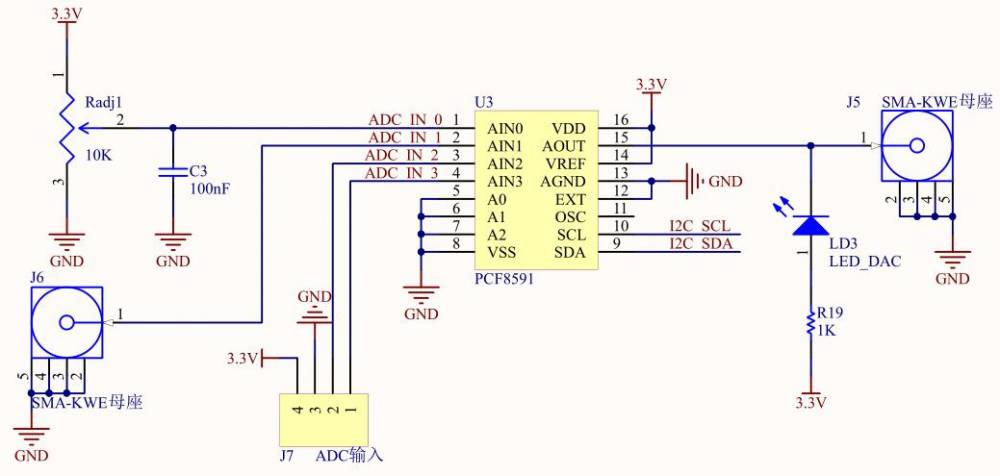 3.3V
1
Radj1
2
10K
3
GND
C3
100nF
GND
ADC_IN_0
1
ADC_IN_1
2
ADC_IN_2
3
ADC_IN_3
4
5
6
7
8
GND
U3
AIN0
AIN1
AIN2
AIN3
A0
A1
A2
VSS
VDD
AOUT
VREF
AGND
EXT
OSC
SCL
SDA
PCF8591
16
15
14
13
12
11
10
9
3.3V
GND
I2C_SCL
I2C_SDA
J5
SMA-KWE母座
1
2
3
4
5
GND
LD3
LED_DAC
1
R19
1K
3.3V
J6
1
5
4
3
2
SMA-KWE母座
GND
GND
3.3V
4
3
2
1
J7
ADC输入